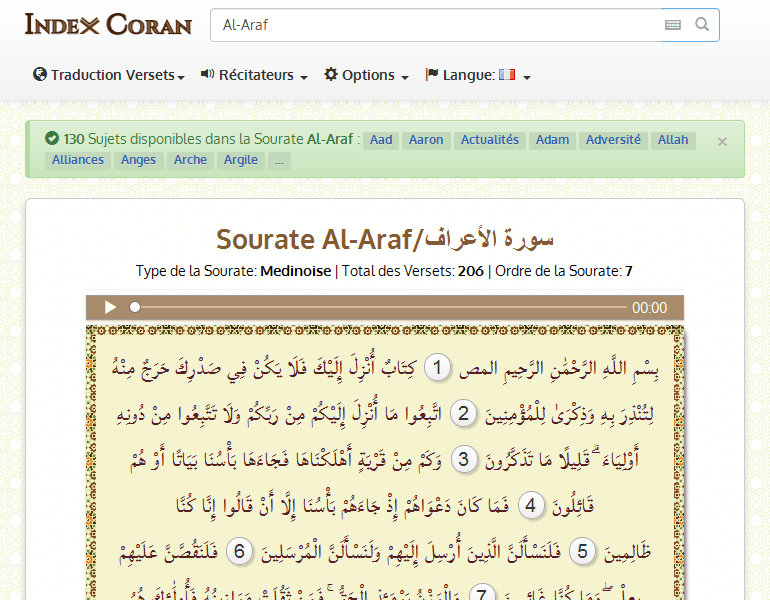 Index Coran
Al-Araf
Traduction Versets Récitateurs Options Langue:
130 Sujets disponibles dans la Sourate Al-Araf : Aad Aaron Actualités Adam Adversité Allah ×
Alliances Anges Arche Argile ...
Sourate Al-Araf/سورة الأعراف
Type de la Sourate: Medinoise | Total des Versets: 206 | Ordre de la Sourate: 7
00:00
بِسْمِ اللَّهِ الرَّحْمَٰنِ الرَّحِيمِ المص 1 كِتَابٌ أُنْزِلَ إِلَيْكَ فَلَا يَكُنْ فِي صَدْرِكَ حَرَجٌ مِنْهُ
لِتُنْذِرَ بِهِ وَذِكْرَىٰ لِلْمُؤْمِنِينَ 2 اتَّبِعُوا مَا أُنْزِلَ إِلَيْكُمْ مِنْ رَبِّكُمْ وَلَا تَتَّبِعُوا مِنْ دُونِهِ
أَوْلِيَاءَ ۗ قَلِيلًا مَا تَذَكَّرُونَ 3 وَكَمْ مِنْ قَرْيَةٍ أَهْلَكْنَاهَا فَجَاءَهَا بَأْسُنَا بَيَاتًا أَوْ هُمْ
قَائِلُونَ 4 فَمَا كَانَ دَعْوَاهُمْ إِذْ جَاءَهُمْ بَأْسُنَا إِلَّا أَنْ قَالُوا إِنَّا كُنَّا
ظَالِمِينَ 5 فَلَنَسْأَلَنَّ الَّذِينَ أُرْسِلَ إِلَيْهِمْ وَلَنَسْأَلَنَّ الْمُرْسَلِينَ 6 فَلَنَقُصَّنَّ عَلَيْهِمْ
7